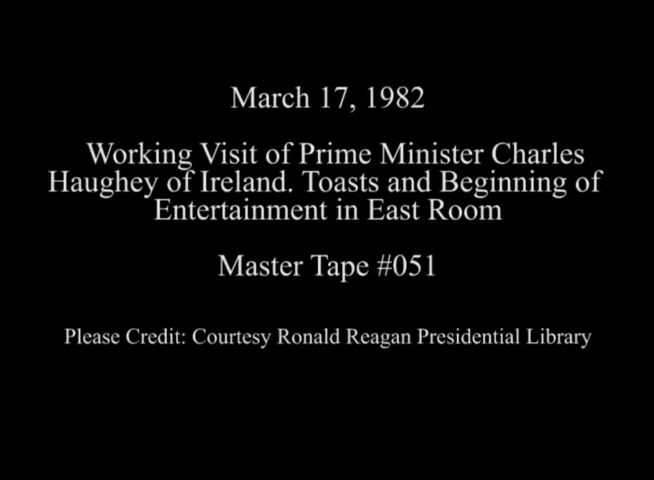 March 17, 1982
Working Visit of Prime Minister Charles
Haughey of Ireland. Toasts and Beginning of
Entertainment in East Room
Master Tape #051
Please Credit: Courtesy Ronald Reagan Presidential Library